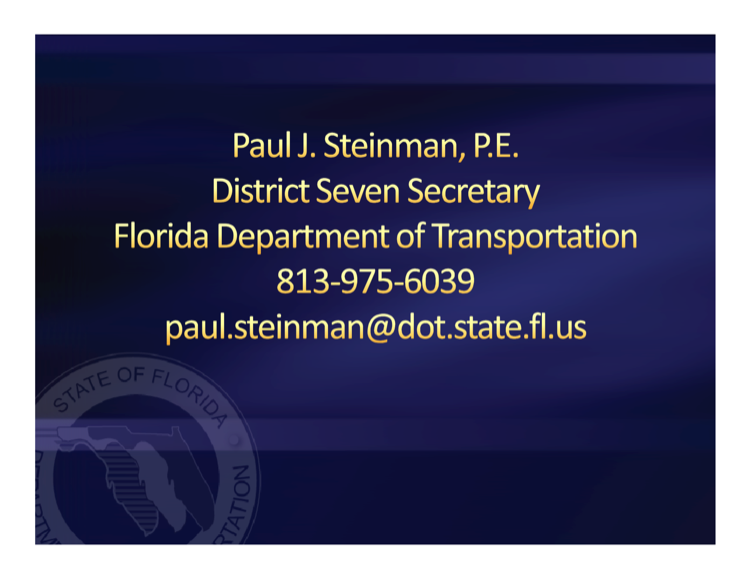 Paul J. Steinman, P.E.
District Seven Secretary
Florida Department of Transportation
813-975-6039
paul.steinman@dot.state.fl.us
STATE OF FLORIDA